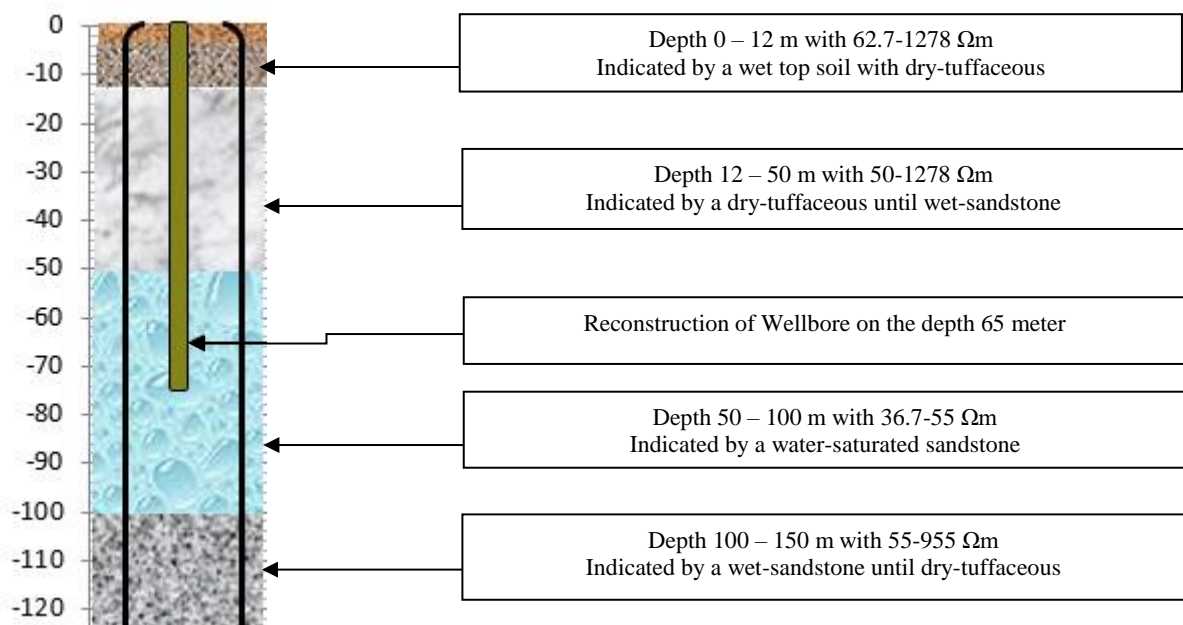 0
-10
-20
-30
-40
-50
-60
-70
-80
-90
-100
-110
-120
Depth 0 – 12 m with 62.7-1278 Ωm
Indicated by a wet top soil with dry-tuffaceous
Depth 12 – 50 m with 50-1278 Ωm
Indicated by a dry-tuffaceous until wet-sandstone
Reconstruction of Wellbore on the depth 65 meter
Depth 50 – 100 m with 36.7-55 Ωm
Indicated by a water-saturated sandstone
Depth 100 – 150 m with 55-955 Ωm
Indicated by a wet-sandstone until dry-tuffaceous